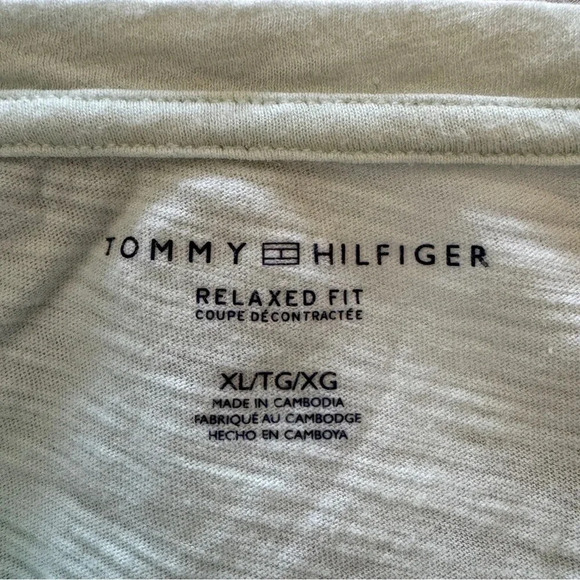 TOMMY HILFIGER
RELAXED FIT
COUPE DÉCONTRACTÉE
XL/TG/XG
MADE IN CAMBODIA
FABRIQUÉ AU CAMBODGE
HECHO EN CAMBOYA